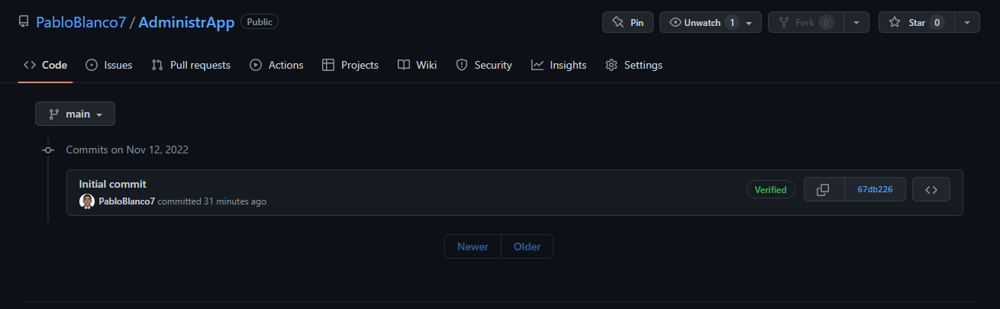 PabloBlanco7 / AdministrApp Public Pin Unwatch 1 Fork 0 Star 0
Code Issues Pull requests Actions Projects Wiki Security Insights Settings
main
Commits on Nov 12, 2022
Initial commit
PabloBlanco7 committed 31 minutes ago
Verified 67db226
Newer Older